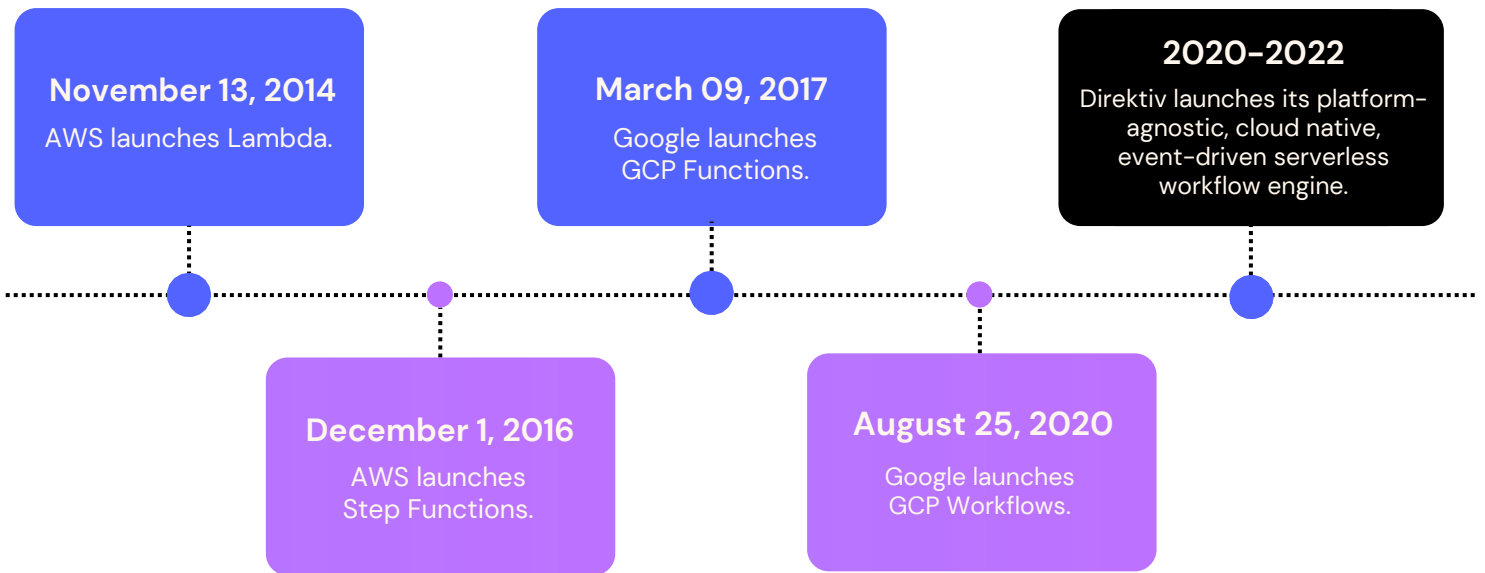 November 13, 2014
AWS launches Lambda.
December 1, 2016
AWS launches
Step Functions.
March 09, 2017
Google launches
GCP Functions.
August 25, 2020
Google launches
GCP Workflows.
2020-2022
Direktiv launches its platform-
agnostic, cloud native,
event-driven serverless
workflow engine.